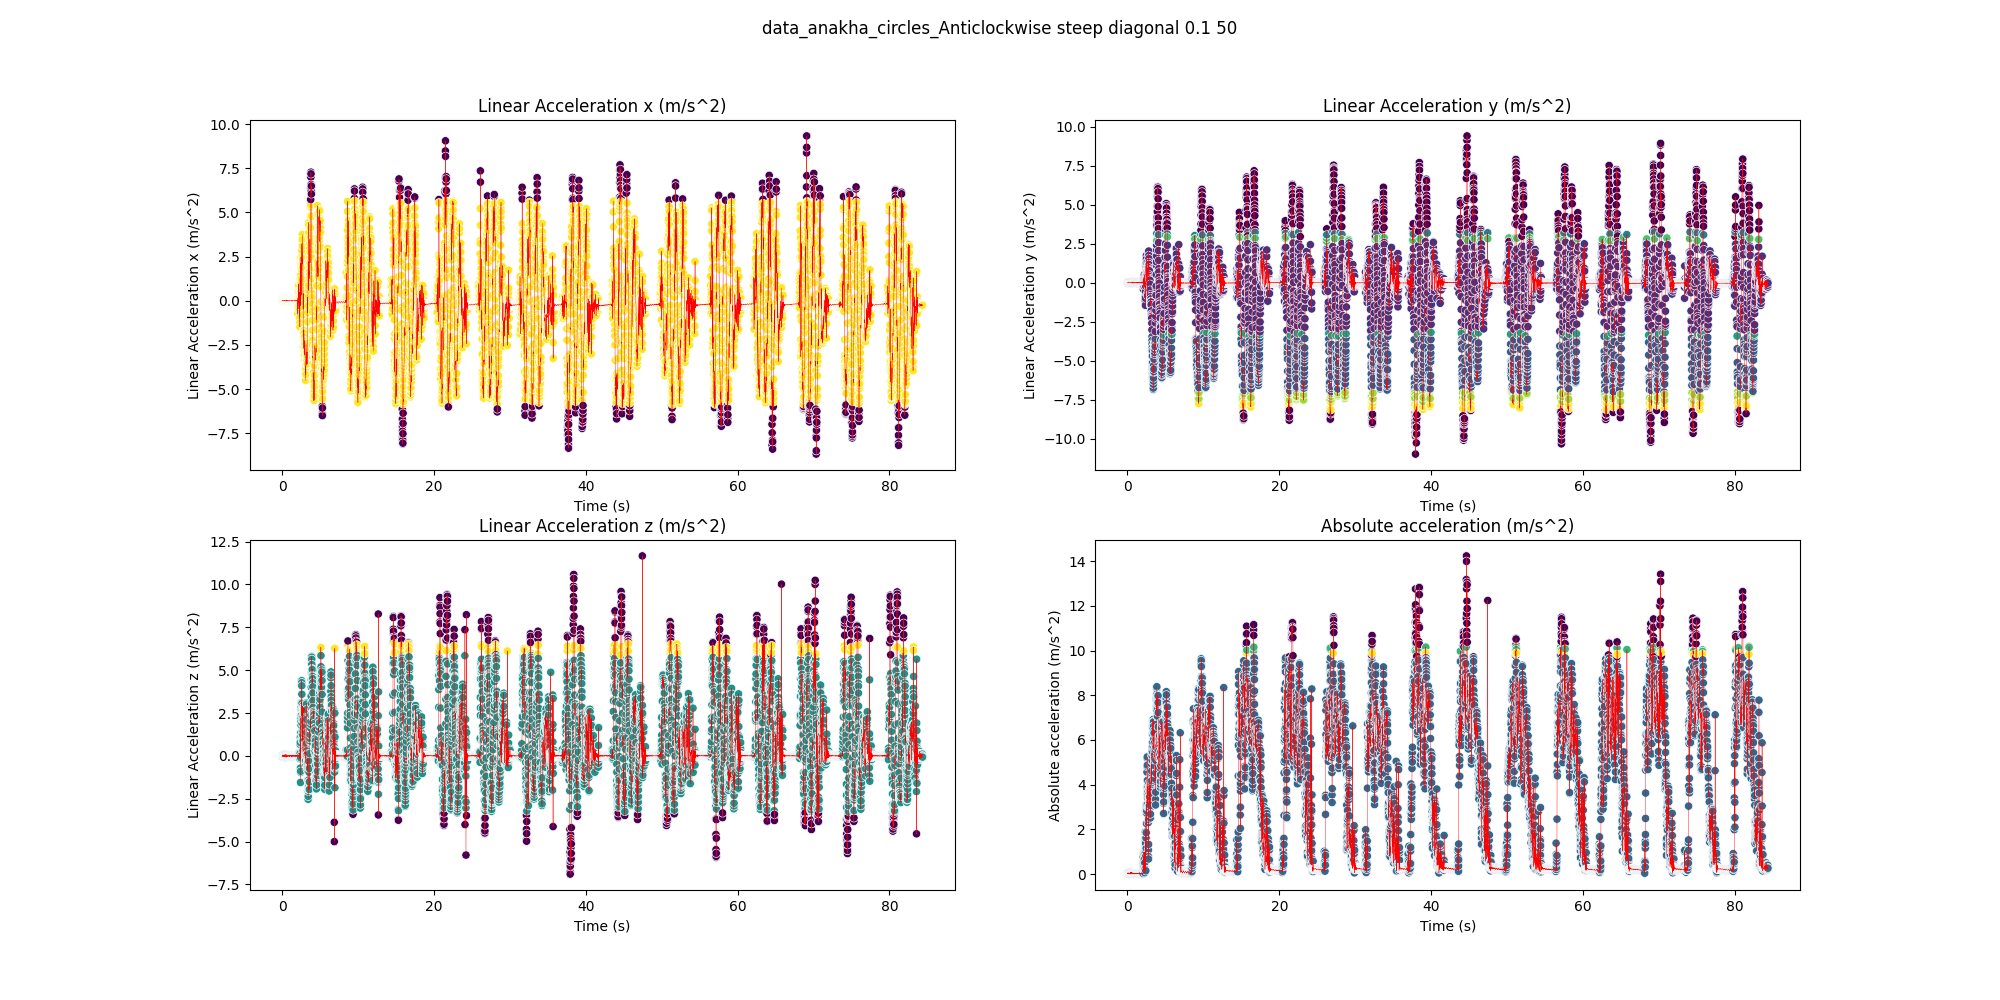 data_anakha_circles_Anticlockwise steep diagonal 0.1 50
Linear Acceleration x (m/s^2)
Linear Acceleration x (m/s^2)
10.0
7.5
5.0
2.5
0.0
−2.5
−5.0
−7.5
0 20 40 60 80
Time (s)
Linear Acceleration y (m/s^2)
Linear Acceleration y (m/s^2)
10.0
7.5
5.0
2.5
0.0
−2.5
−5.0
−7.5
−10.0
0 20 40 60 80
Time (s)
Linear Acceleration z (m/s^2)
Linear Acceleration z (m/s^2)
12.5
10.0
7.5
5.0
2.5
0.0
−2.5
−5.0
−7.5
0 20 40 60 80
Time (s)
Absolute acceleration (m/s^2)
Absolute acceleration (m/s^2)
14
12
10
8
6
4
2
0
0 20 40 60 80
Time (s)